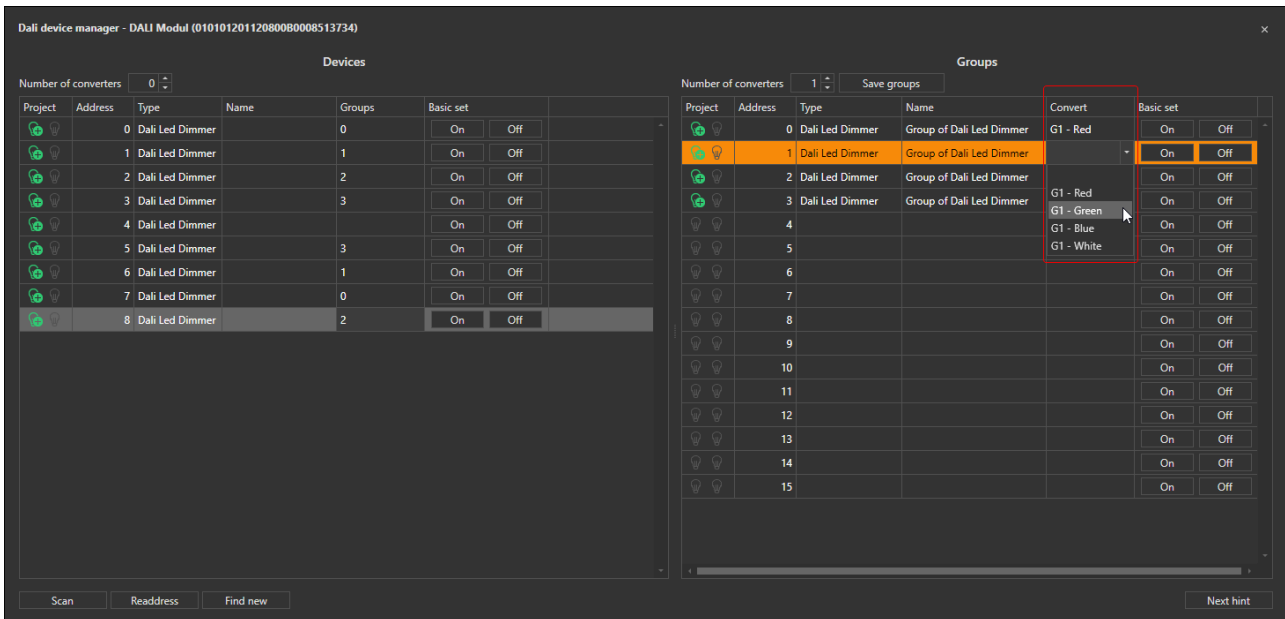 Dali device manager - DALI Modul (010101201120800B0008513734)
Devices
Number of converters 0
Project Address Type Name Groups Basic set
0 Dali Led Dimmer 0 On Off
1 Dali Led Dimmer 1 On Off
2 Dali Led Dimmer 2 On Off
3 Dali Led Dimmer 3 On Off
4 Dali Led Dimmer On Off
5 Dali Led Dimmer 3 On Off
6 Dali Led Dimmer 1 On Off
7 Dali Led Dimmer 0 On Off
8 Dali Led Dimmer 2 On Off
Scan Readdress Find new
Groups
Number of converters 1 Save groups
Project Address Type Name Convert Basic set
0 Dali Led Dimmer Group of Dali Led Dimmer G1 - Red On Off
1 Dali Led Dimmer Group of Dali Led Dimmer On Off
2 Dali Led Dimmer Group of Dali Led Dimmer On Off
3 Dali Led Dimmer Group of Dali Led Dimmer On Off
G1 - Red
G1 - Green
G1 - Blue
G1 - White
4 On Off
5 On Off
6 On Off
7 On Off
8 On Off
9 On Off
10 On Off
11 On Off
12 On Off
13 On Off
14 On Off
15 On Off
Next hint